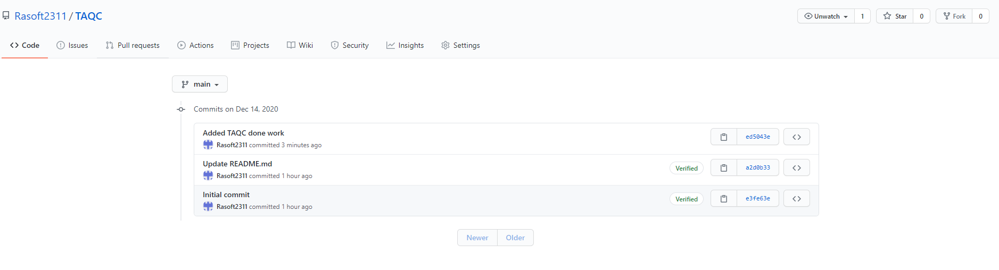 Rasoft2311 / TAQC
Unwatch 1 Star 0 Fork 0
Code Issues Pull requests Actions Projects Wiki Security Insights Settings
main
Commits on Dec 14, 2020
Added TAQC done work
Rasoft2311 committed 3 minutes ago
ed5043e
Update README.md
Rasoft2311 committed 1 hour ago
Verified a2d0b33
Initial commit
Rasoft2311 committed 1 hour ago
Verified e3fe63e
Newer Older